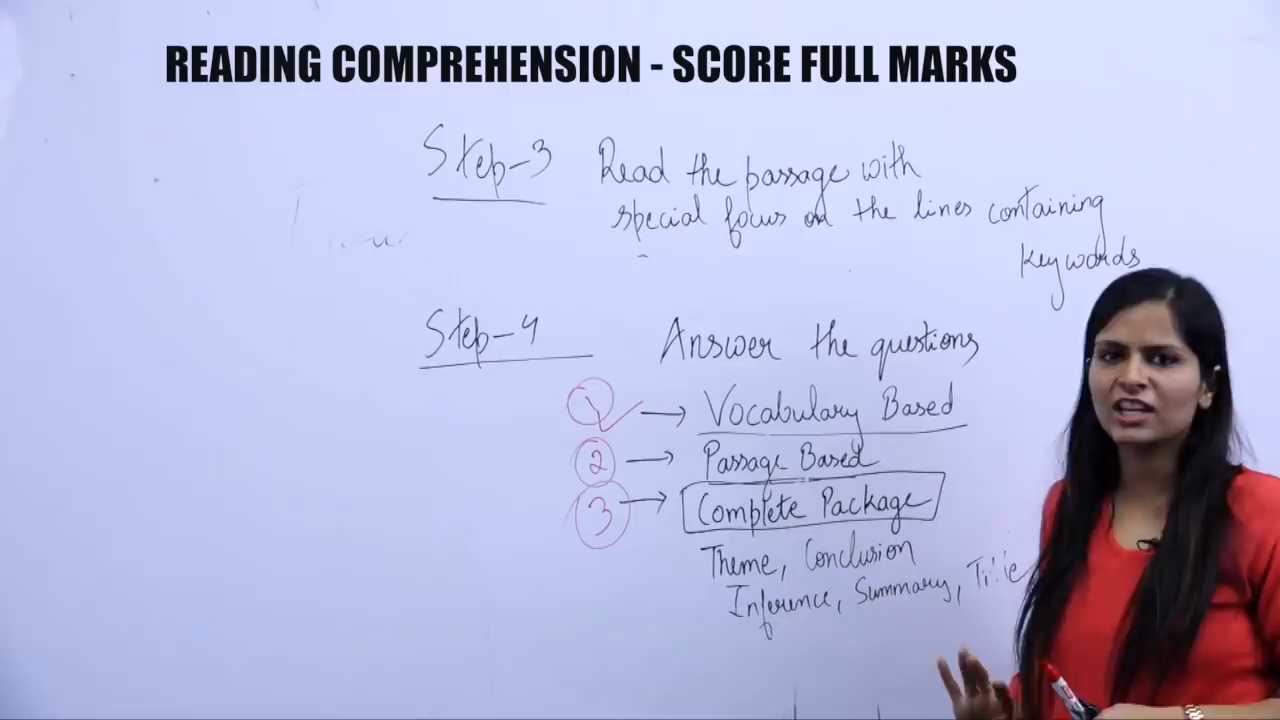 READING COMPREHENSION - SCORE FULL MARKS
Step-3 Read the passage with
special focus on the lines containing
keywords
Step-4 Answer the questions
1 → Vocabulary Based
2 → Passage Based
3 → Complete Package
Theme, Conclusion
Inference, Summary, Title